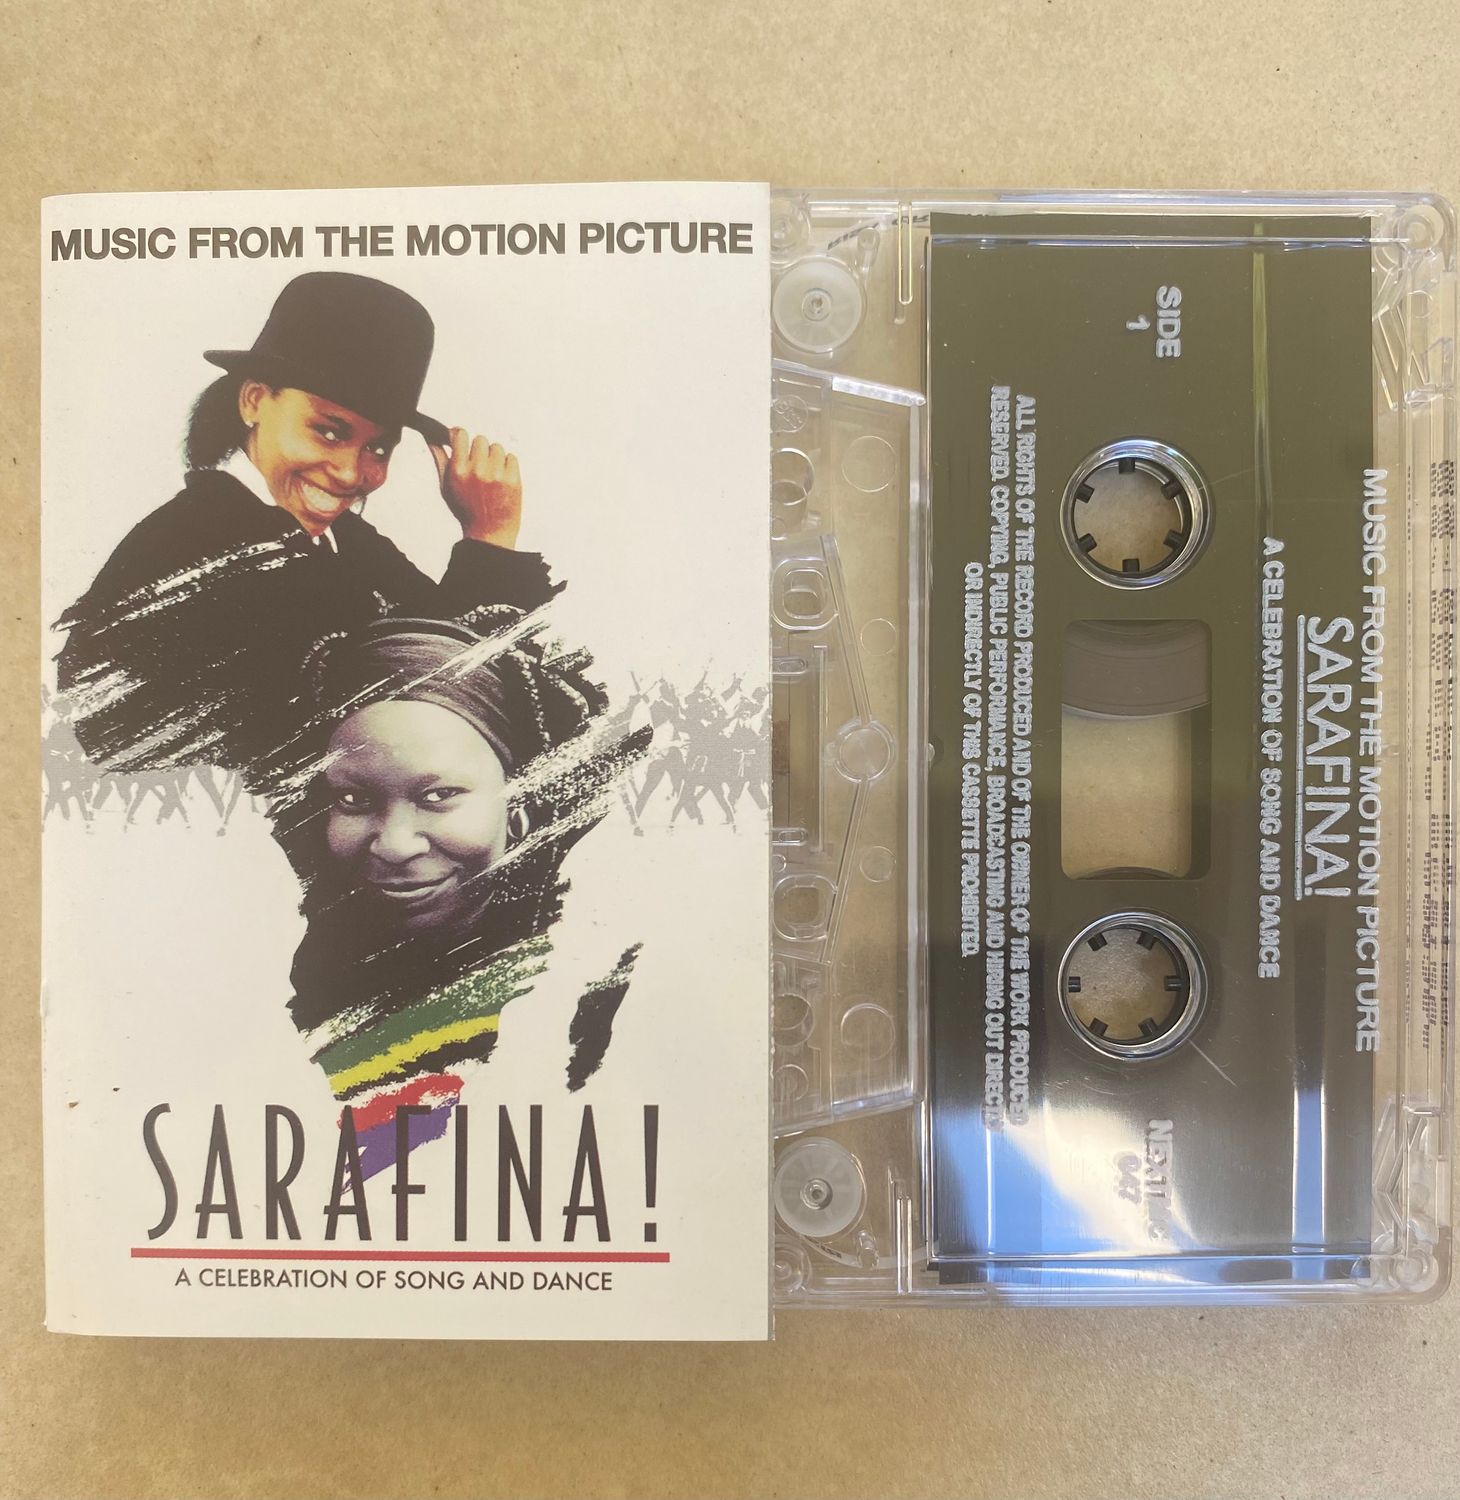 MUSIC FROM THE MOTION PICTURE
SARAFINA!
A CELEBRATION OF SONG AND DANCE
MUSIC FROM THE MOTION PICTURE
SARAFINA!
A CELEBRATION OF SONG AND DANCE
SIDE
1
ALL RIGHTS OF THE RECORD PRODUCED AND OF THE OWNER OF THE WORK PRODUCED
RESERVED. COPYING, PUBLIC PERFORMANCE, BROADCASTING AND HIRING OUT DIRECTLY
OR INDIRECTLY OF THIS CASSETTE PROHIBITED.
047